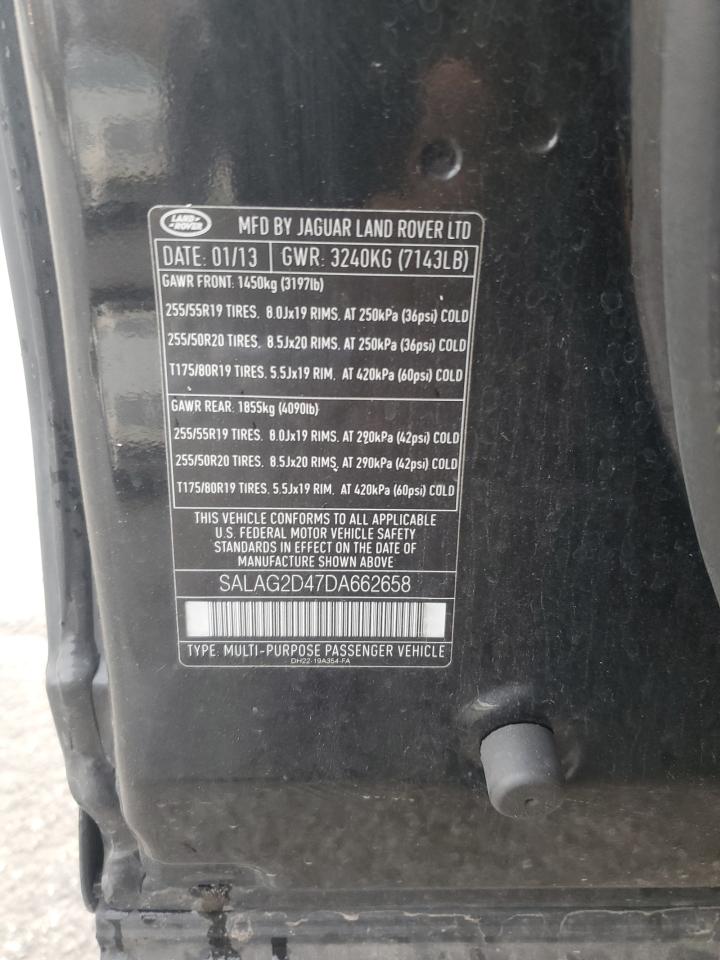 LAND ROVER MFD BY JAGUAR LAND ROVER LTD
DATE: 01/13 GWR: 3240KG (7143LB)
GAWR FRONT: 1450kg (3197lb)
255/55R19 TIRES. 8.0Jx19 RIMS. AT 250kPa (36psi) COLD
255/50R20 TIRES. 8.5Jx20 RIMS. AT 250kPa (36psi) COLD
T175/80R19 TIRES. 5.5Jx19 RIM. AT 420kPa (60psi) COLD
GAWR REAR: 1855kg (4090lb)
255/55R19 TIRES. 8.0Jx19 RIMS. AT 290kPa (42psi) COLD
255/50R20 TIRES. 8.5Jx20 RIMS. AT 290kPa (42psi) COLD
T175/80R19 TIRES. 5.5Jx19 RIM. AT 420kPa (60psi) COLD
THIS VEHICLE CONFORMS TO ALL APPLICABLE
U.S. FEDERAL MOTOR VEHICLE SAFETY
STANDARDS IN EFFECT ON THE DATE OF
MANUFACTURE SHOWN ABOVE
SALAG2D47DA662658
TYPE: MULTI-PURPOSE PASSENGER VEHICLE
DH22-19A354-FA